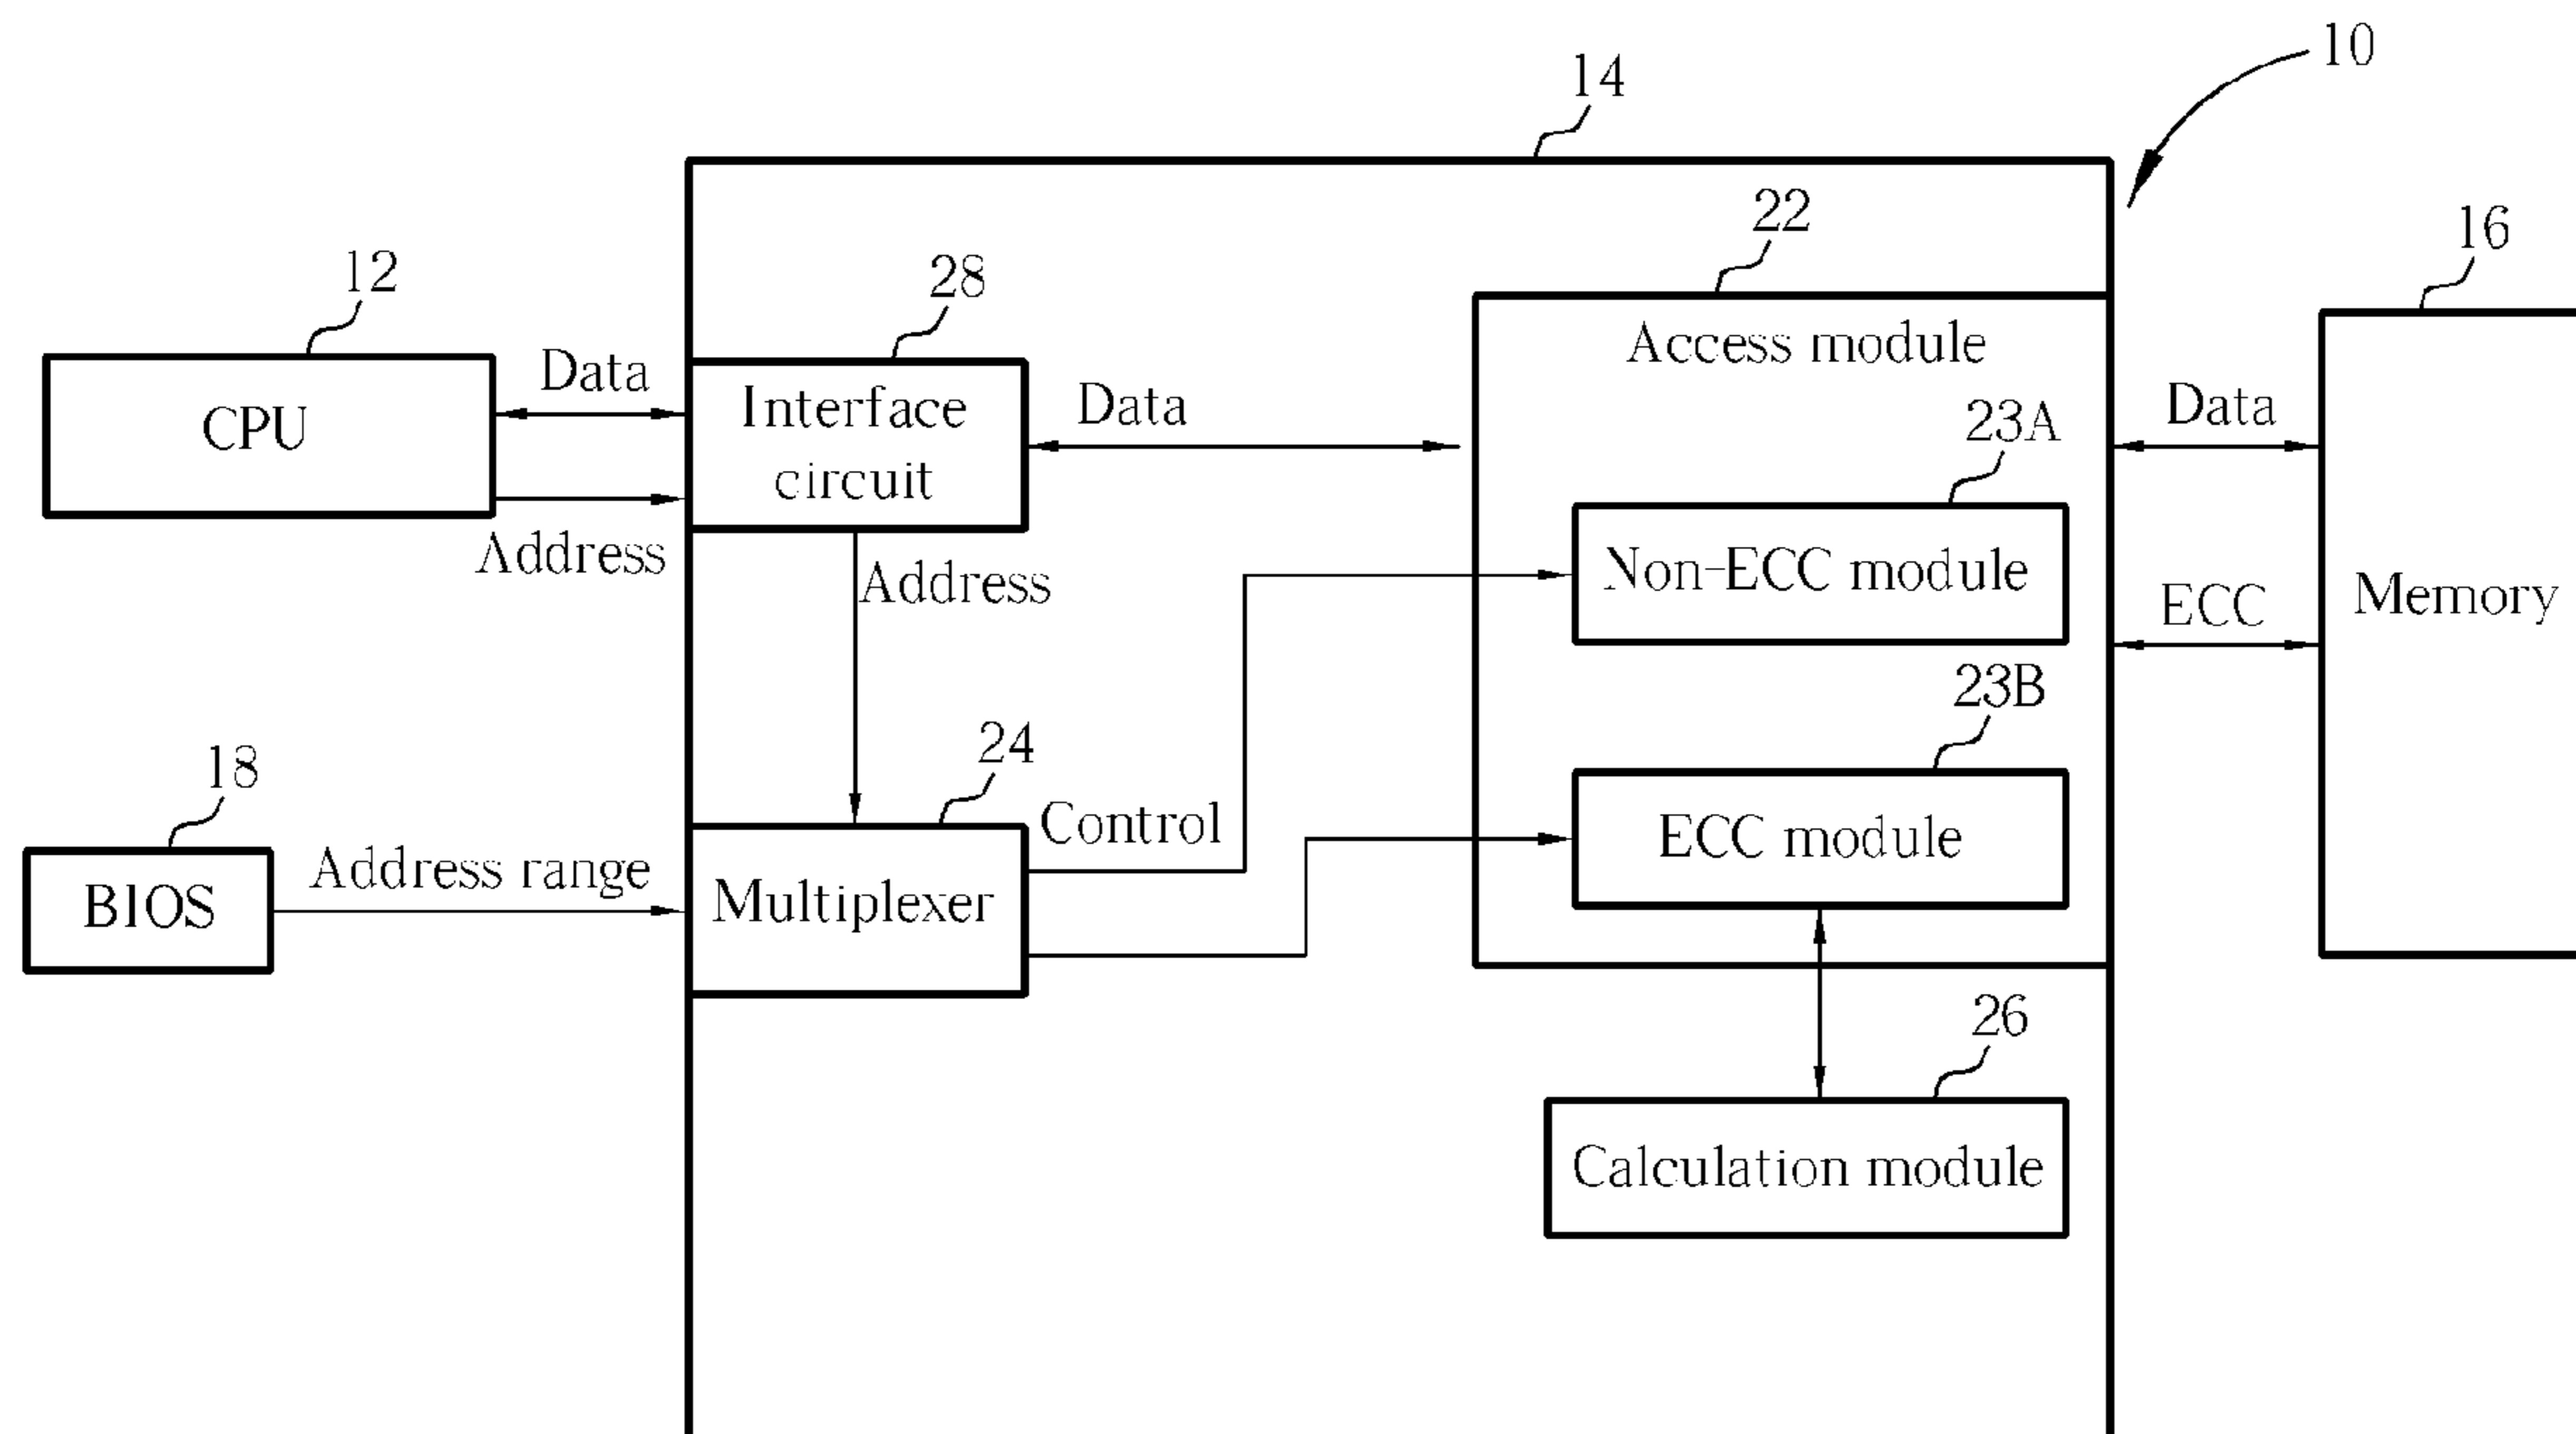 10
14
22
16
12
28
Access module
Data
CPU
Interface
circuit
Data
Data
23A
Address
Address
Non-ECC module
ECC
Memory
23B
18
24
Control
ECC module
Address range
BIOS
Multiplexer
26
Calculation module